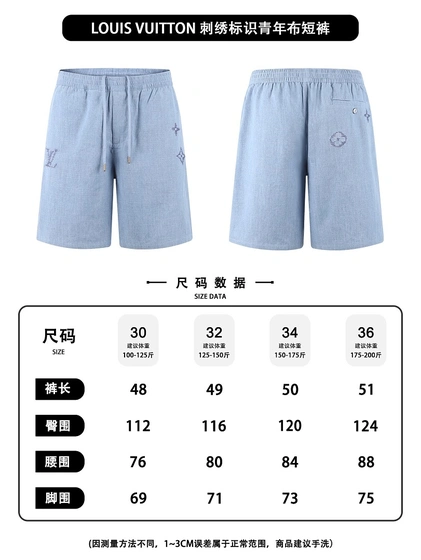 LOUIS VUITTON 刺绣标识青年布短裤
尺码数据
SIZE DATA
尺码 30 32 34 36
SIZE 建议体重 建议体重 建议体重 建议体重
100-125斤 125-150斤 150-175斤 175-200斤
裤长 48 49 50 51
臀围 112 116 120 124
腰围 76 80 84 88
脚围 69 71 73 75
(因测量方法不同，1~3CM误差属于正常范围，商品建议手洗)